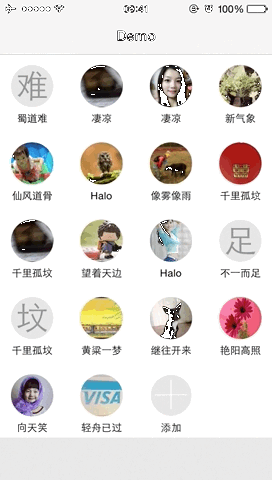 09:41
100%
Demo
难
蜀道难 凄凉 凄凉 新气象
仙风道骨 Halo 像雾像雨 千里孤坟
足
千里孤坟 望着天边 Halo 不一而足
坟
千里孤坟 黄粱一梦 继往开来 艳阳高照
VISA
向天笑 轻舟已过 添加